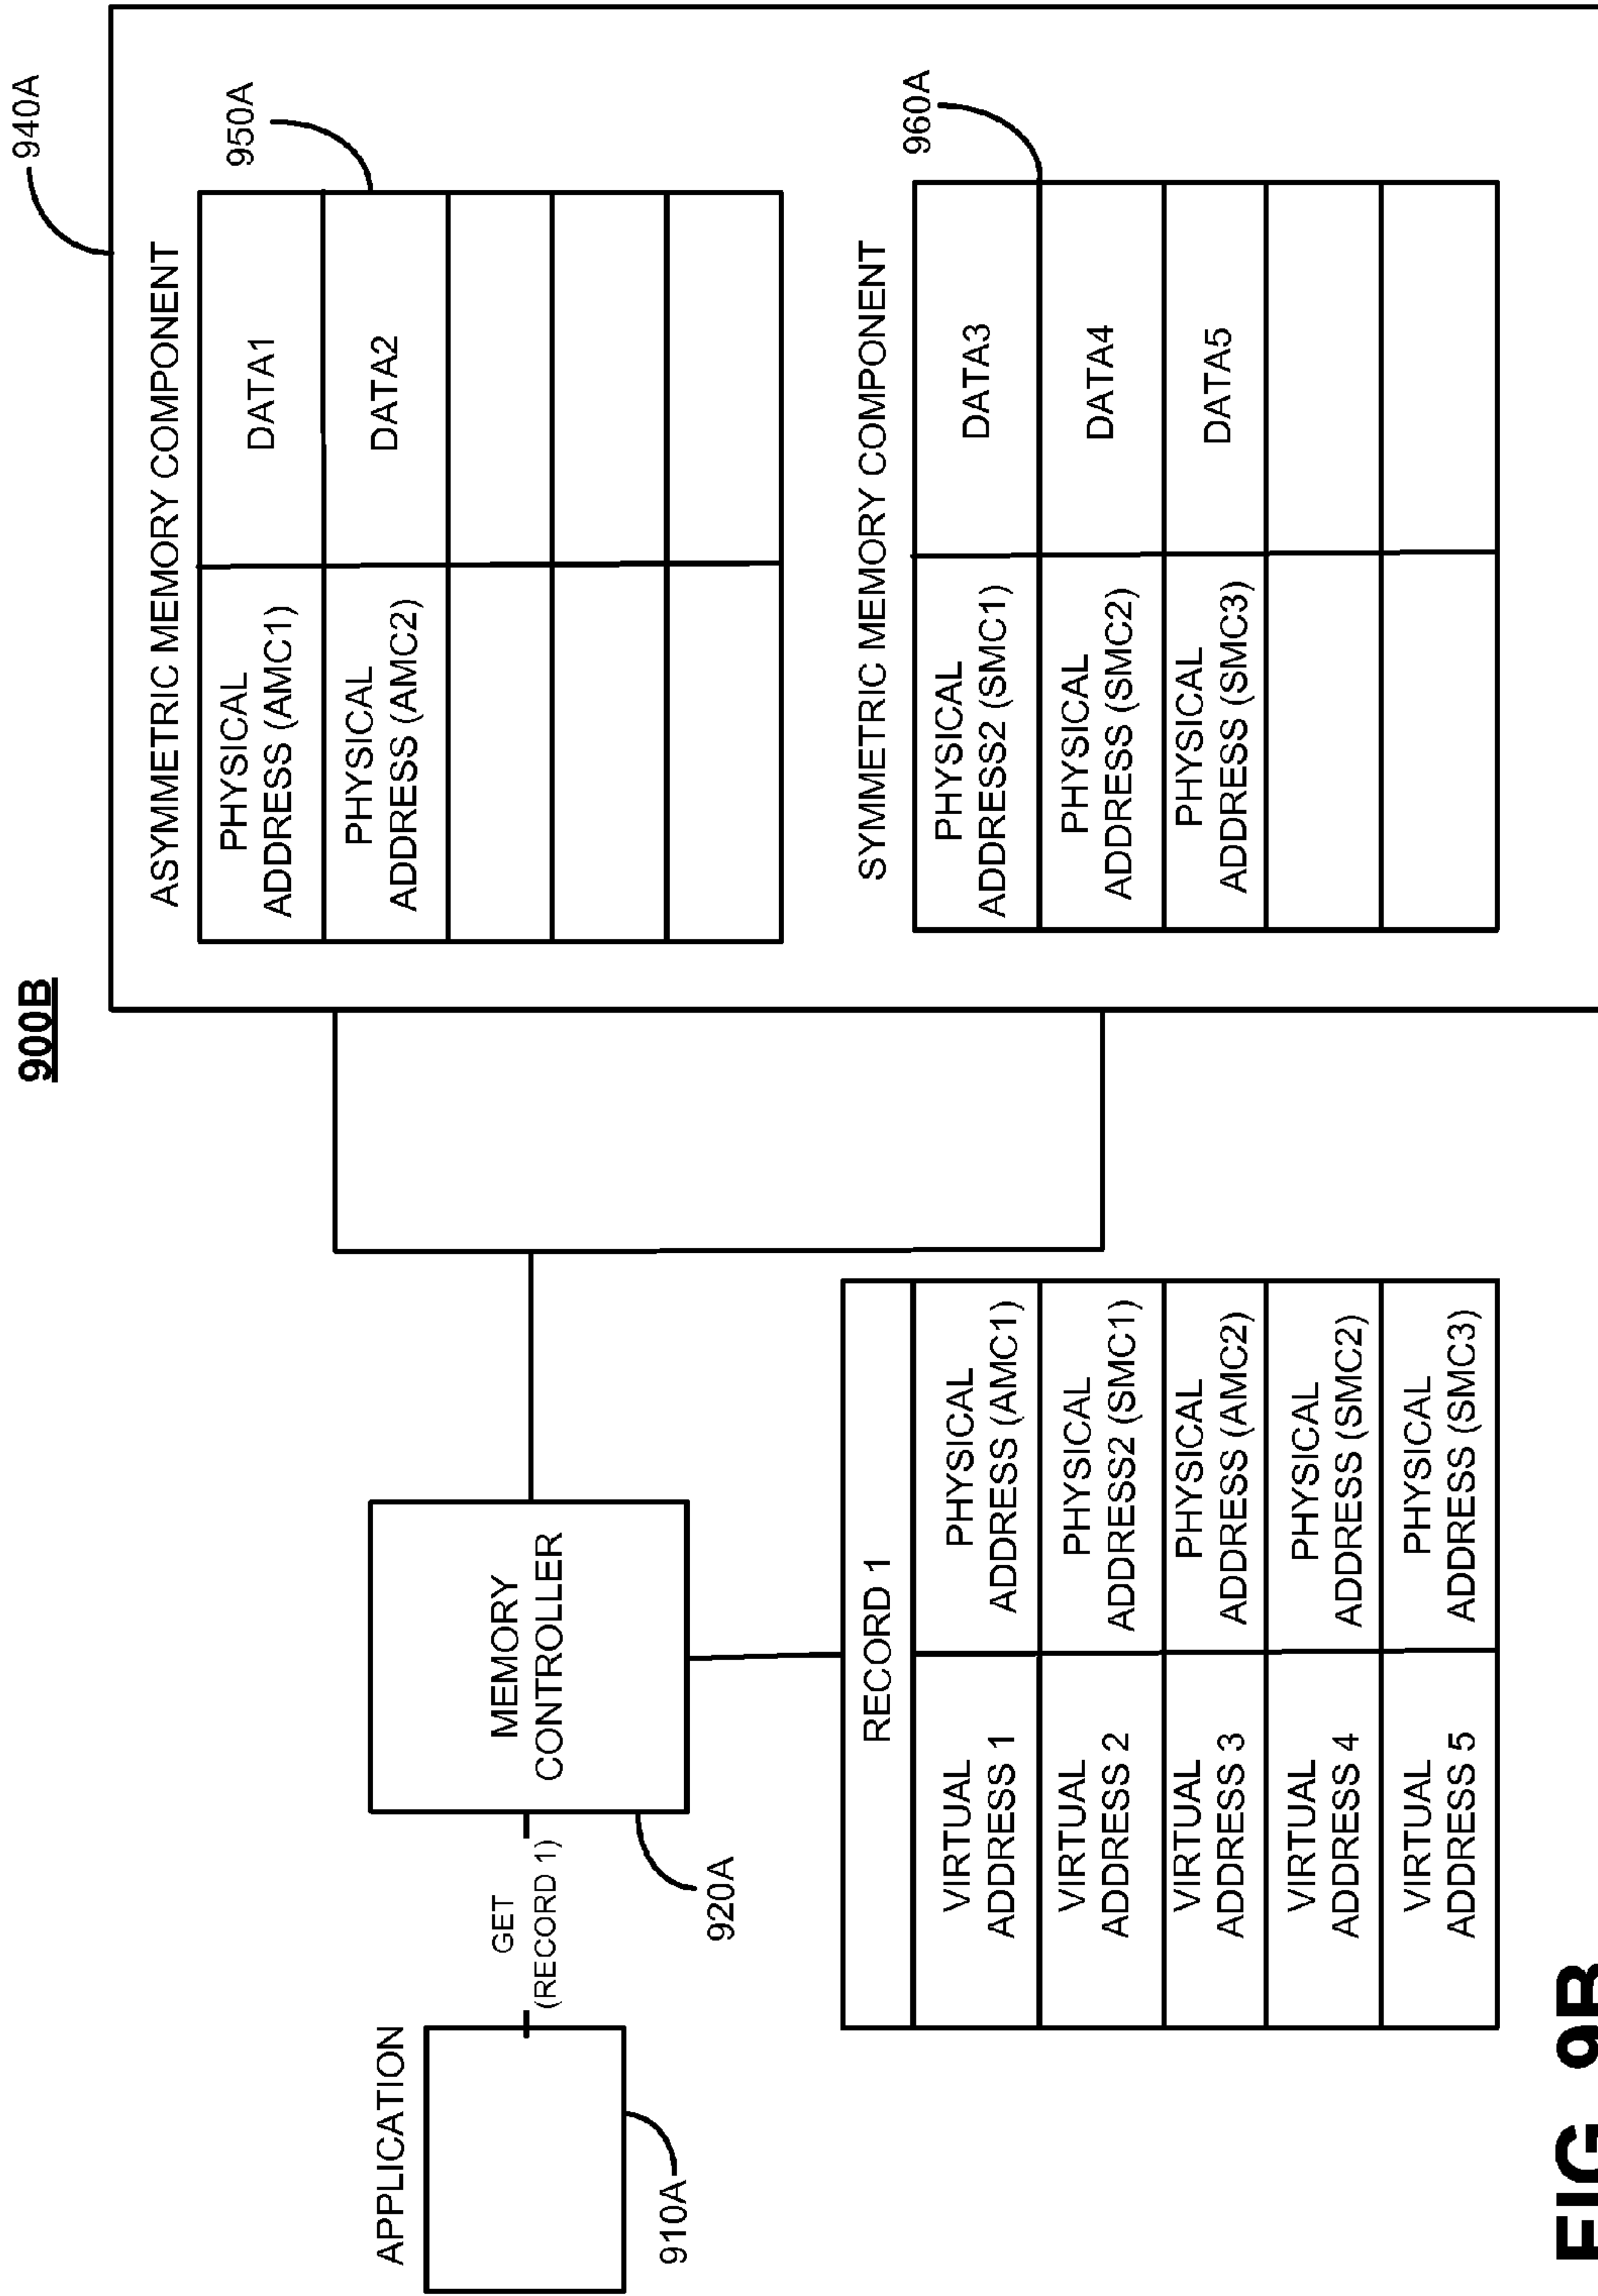 900B
940A
ASYMMETRIC MEMORY COMPONENT
950A
PHYSICAL
ADDRESS (AMC1)
DATA1
PHYSICAL
ADDRESS (AMC2)
DATA2
SYMMETRIC MEMORY COMPONENT
960A
PHYSICAL
ADDRESS2 (SMC1)
DATA3
PHYSICAL
ADDRESS (SMC2)
DATA4
PHYSICAL
ADDRESS (SMC3)
DATA5
APPLICATION
910A
GET
(RECORD 1)
MEMORY
CONTROLLER
920A
RECORD 1
VIRTUAL
ADDRESS 1
PHYSICAL
ADDRESS (AMC1)
VIRTUAL
ADDRESS 2
PHYSICAL
ADDRESS2 (SMC1)
VIRTUAL
ADDRESS 3
PHYSICAL
ADDRESS (AMC2)
VIRTUAL
ADDRESS 4
PHYSICAL
ADDRESS (SMC2)
VIRTUAL
ADDRESS 5
PHYSICAL
ADDRESS (SMC3)
FIG. 9B